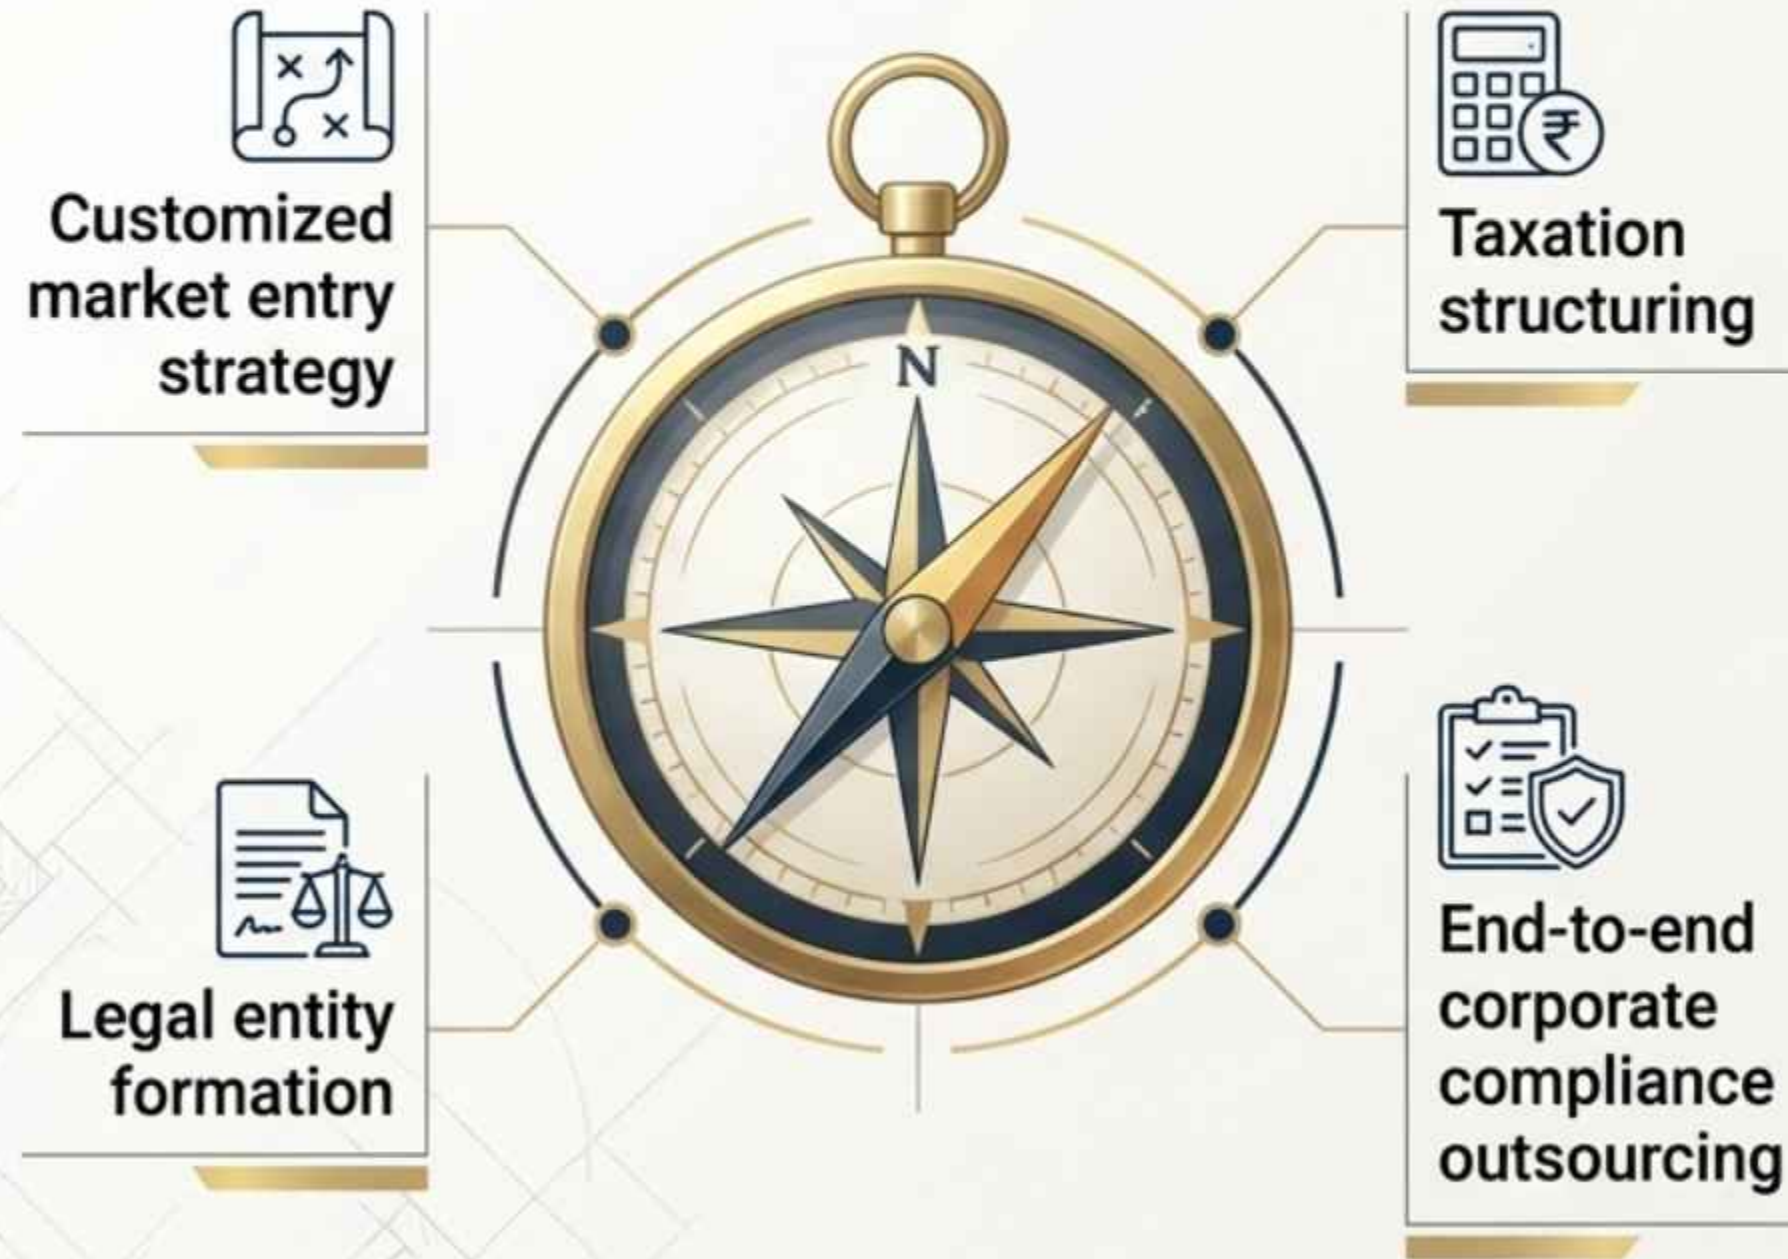 Customized
market entry
strategy
₹
Taxation
structuring
N
Legal entity
formation
End-to-end
corporate
compliance
outsourcing